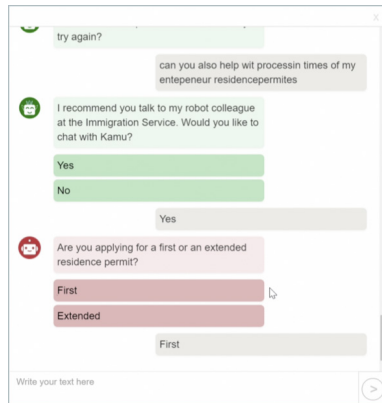 try again?
can you also help wit processin times of my
entepeneur residencepermites
I recommend you talk to my robot colleague
at the Immigration Service. Would you like to
chat with Kamu?
Yes
No
Yes
Are you applying for a first or an extended
residence permit?
First
Extended
First
Write your text here